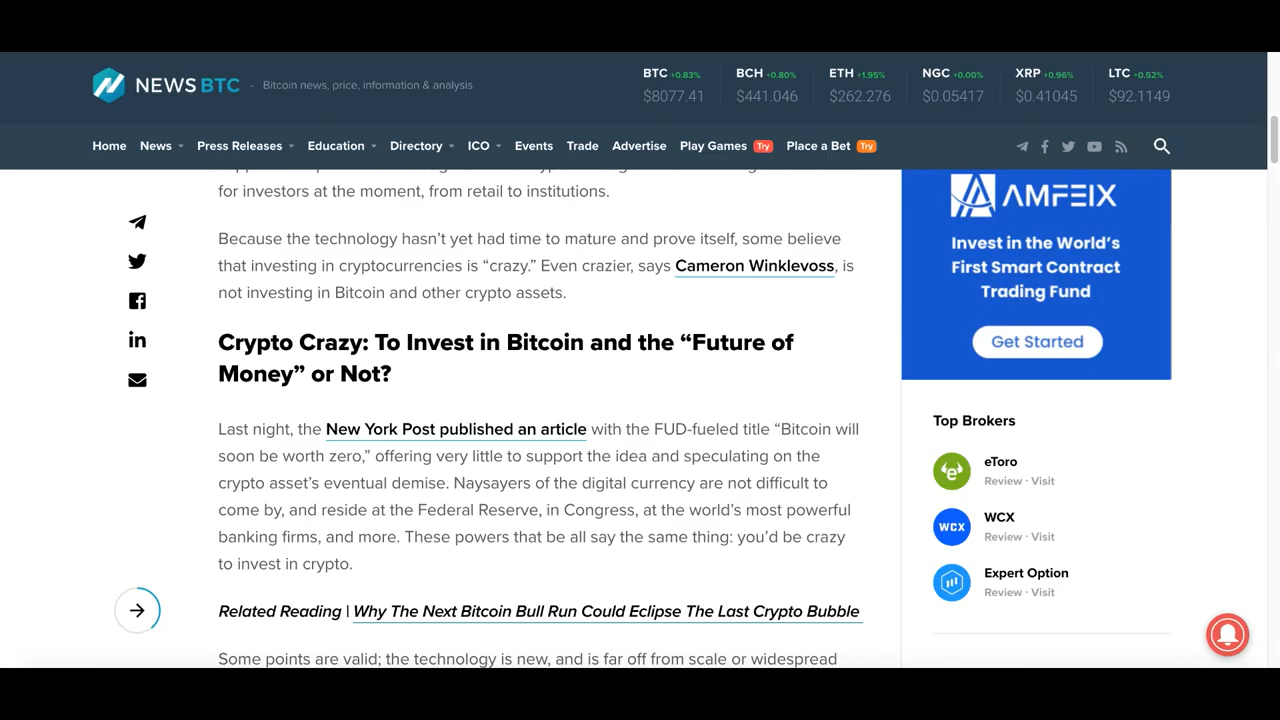 NEWS BTC - Bitcoin news, price, information & analysis
BTC +0.83% BCH +0.80% ETH +1.95% NGC +0.00% XRP +0.96% LTC +0.52%
$8077.41 $441.046 $262.276 $0.05417 $0.41045 $92.1149
Home News Press Releases Education Directory ICO Events Trade Advertise Play Games Try Place a Bet Try
for investors at the moment, from retail to institutions.
Because the technology hasn't yet had time to mature and prove itself, some believe
that investing in cryptocurrencies is “crazy.” Even crazier, says Cameron Winklevoss, is
not investing in Bitcoin and other crypto assets.
Crypto Crazy: To Invest in Bitcoin and the “Future of
Money” or Not?
Last night, the New York Post published an article with the FUD-fueled title “Bitcoin will
soon be worth zero,” offering very little to support the idea and speculating on the
crypto asset's eventual demise. Naysayers of the digital currency are not difficult to
come by, and reside at the Federal Reserve, in Congress, at the world's most powerful
banking firms, and more. These powers that be all say the same thing: you'd be crazy
to invest in crypto.
Related Reading | Why The Next Bitcoin Bull Run Could Eclipse The Last Crypto Bubble
Some points are valid; the technology is new, and is far off from scale or widespread
AMFEIX
Invest in the World's
First Smart Contract
Trading Fund
Get Started
Top Brokers
eToro
Review · Visit
WCX
WCX
Review · Visit
Expert Option
Review · Visit